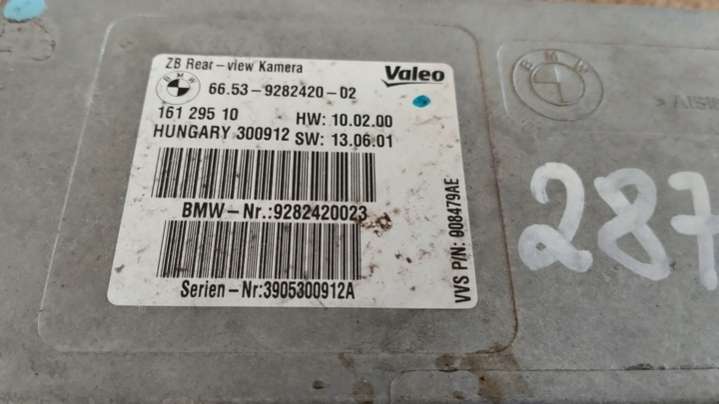 ZB Rear-view Kamera
Valeo
BMW
66.53-9282420-02
161 295 10
HW: 10.02.00
HUNGARY 300912 SW: 13.06.01
BMW-Nr.:9282420023
Serien-Nr:3905300912A
VVS P/N: 908479AE
BMW
287